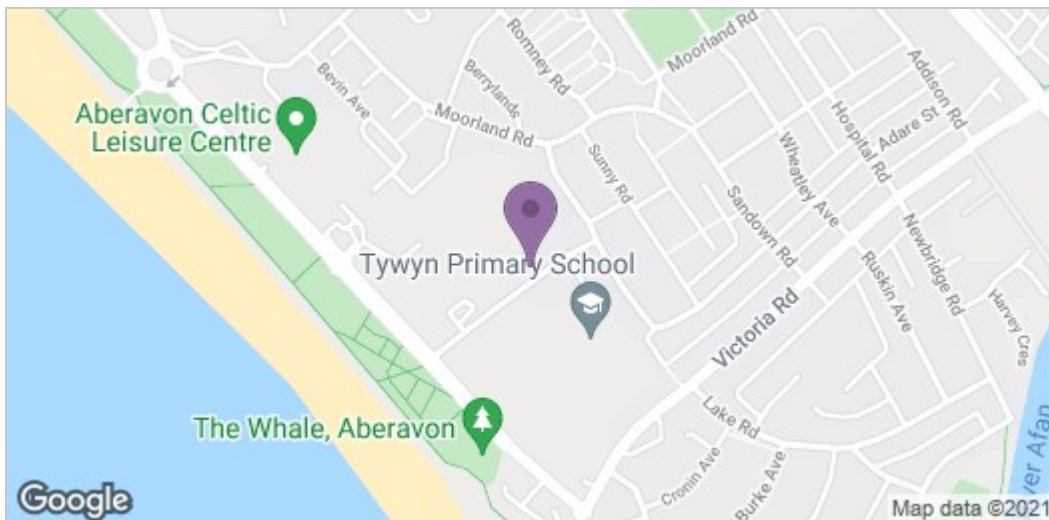 Romney Rd
Moorland Rd
Addison Rd
Berrylands
Bevin Ave
Aberavon Celtic
Leisure Centre
Moorland Rd
Hospital Rd
Adare St
Sunny Rd
Wheatley Ave
Sandown Rd
Newbridge Rd
Tywyn Primary School
Ruskin Ave
Harvey Cres
Victoria Rd
The Whale, Aberavon
Lake Rd
Cronin Ave
Burke Ave
ver Afan
Google
Map data ©2021